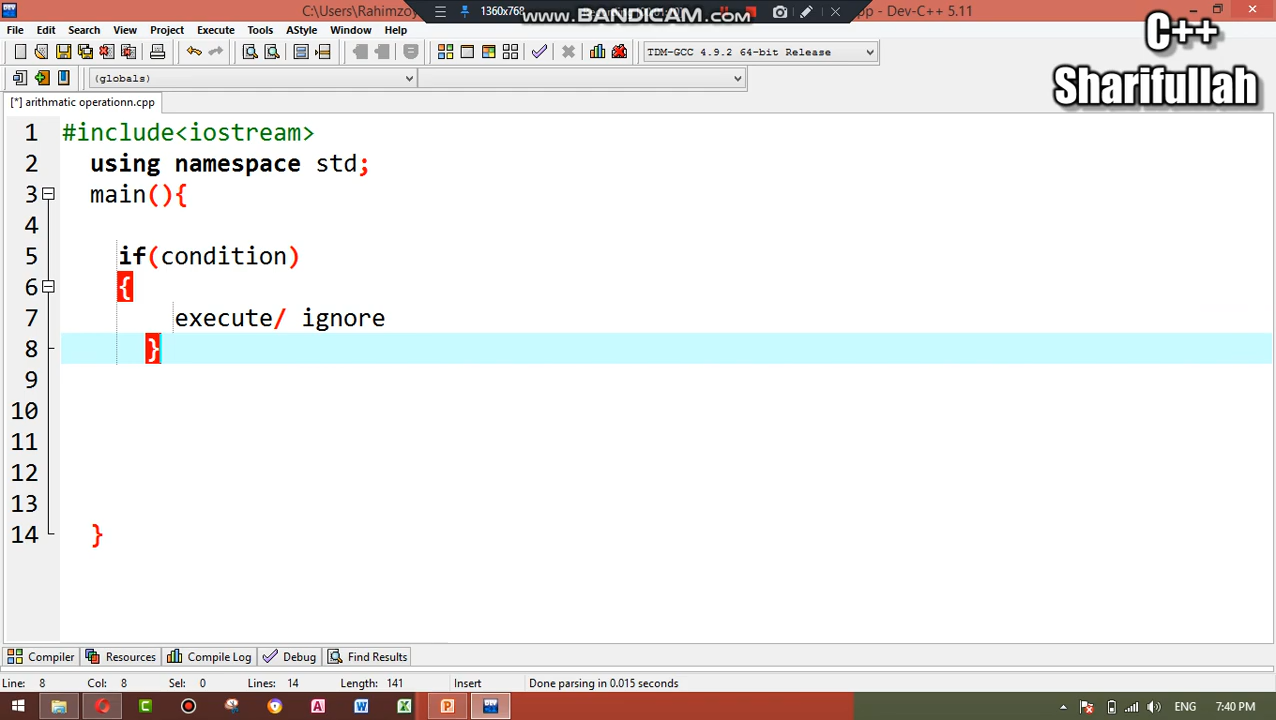 C:\Users\Rahimzoy
1360x768
www.BANDICAM.com
pp - Dev-C++ 5.11
C++
Sharifullah
File Edit Search View Project Execute Tools AStyle Window Help
TDM-GCC 4.9.2 64-bit Release
(globals)
[*] arithmatic operationn.cpp
1 #include<iostream>
2 using namespace std;
3 main(){
4
5 if(condition)
6 {
7 execute/ ignore
8 }
9
10
11
12
13
14 }
Compiler Resources Compile Log Debug Find Results
Line: 8 Col: 8 Sel: 0 Lines: 14 Length: 141 Insert Done parsing in 0.015 seconds
ENG 7:40 PM